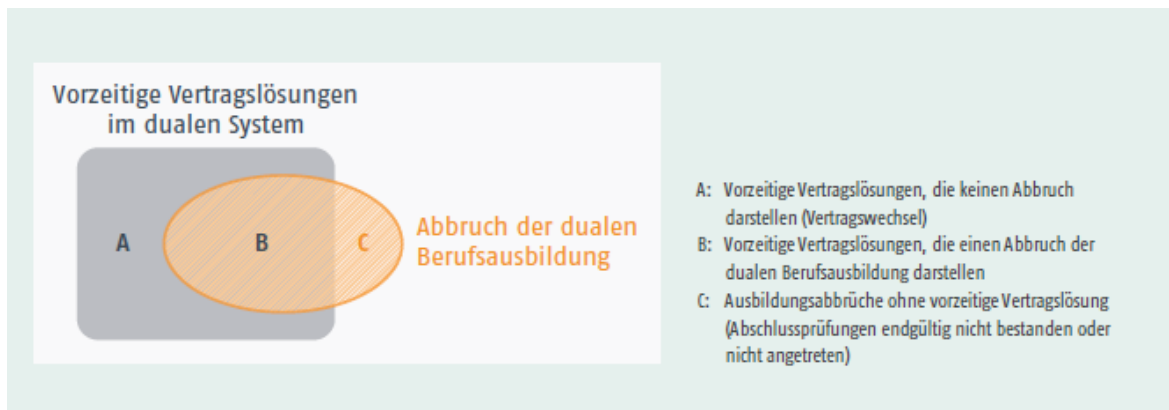 Vorzeitige Vertragslösungen
im dualen System
A
B
C
Abbruch der dualen
Berufsausbildung
A: Vorzeitige Vertragslösungen, die keinen Abbruch
darstellen (Vertragswechsel)
B: Vorzeitige Vertragslösungen, die einen Abbruch der
dualen Berufsausbildung darstellen
C: Ausbildungsabbrüche ohne vorzeitige Vertragslösung
(Abschlussprüfungen endgültig nicht bestanden oder
nicht angetreten)